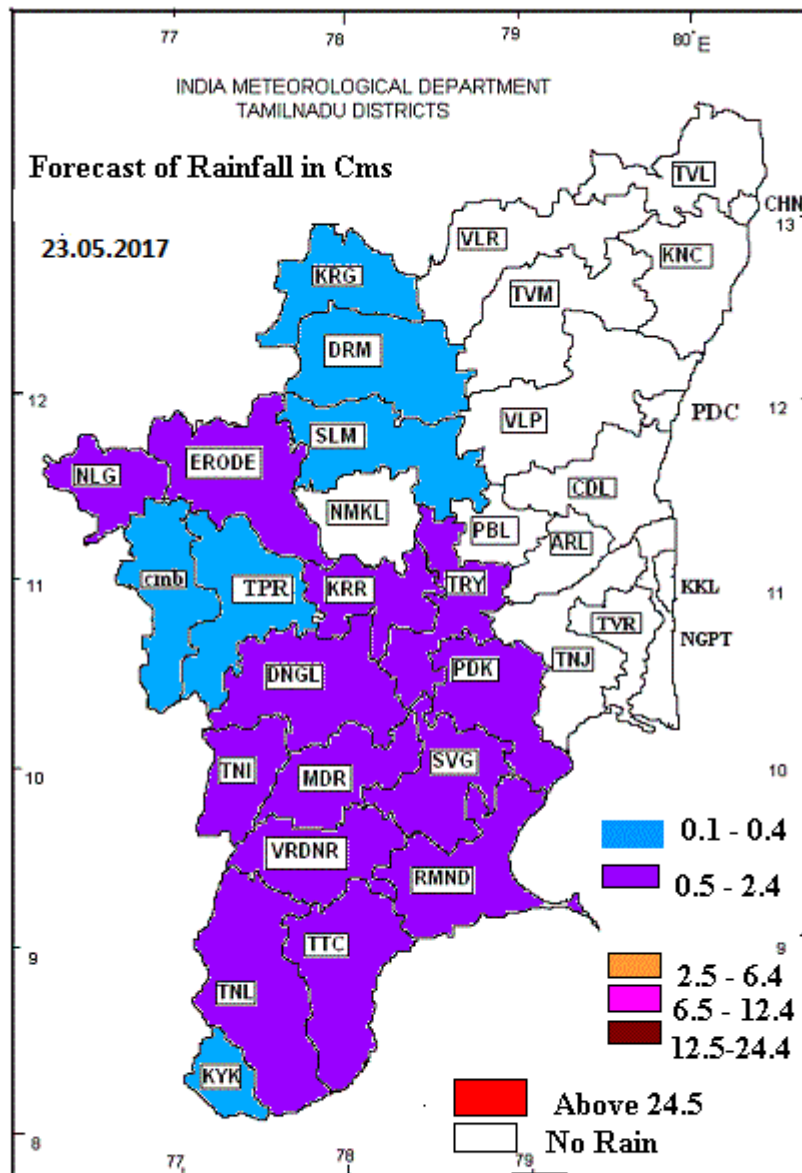 77 78 79 80°E
INDIA METEOROLOGICAL DEPARTMENT
TAMILNADU DISTRICTS
Forecast of Rainfall in Cms
TVL
CHN
13
23.05.2017
VLR
KNC
KRG
TVM
DRM
12
12
PDC
SLM
VLP
ERODE
NLG
CDL
NMKL
PBL
ARL
11
cmb
TPR
KRR
TRY
KKL
11
TVR
NGPT
DNGL
PDK
TNJ
10
TNI
MDR
SVG
10
0.1 - 0.4
VRDNR
RMND
0.5 - 2.4
9
TTC
9
2.5 - 6.4
TNL
6.5 - 12.4
12.5-24.4
KYK
Above 24.5
8
No Rain
77 78 79